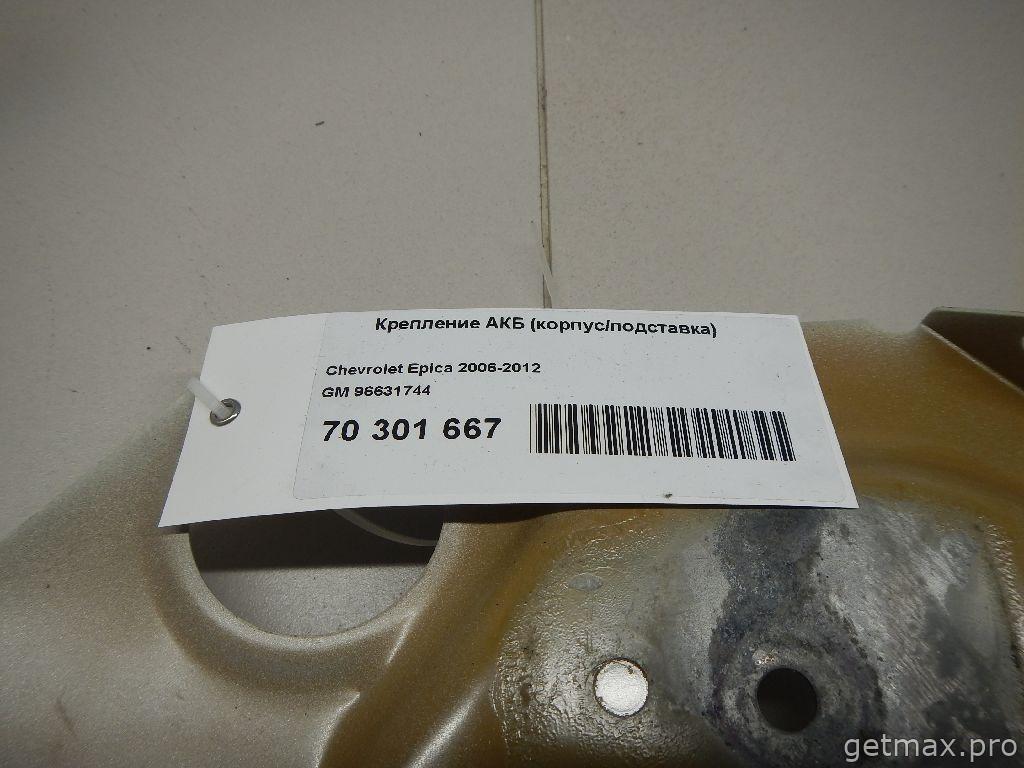 Крепление АКБ (корпус/подставка)
Chevrolet Epica 2006-2012
GM 96631744
70 301 667
getmax.pro